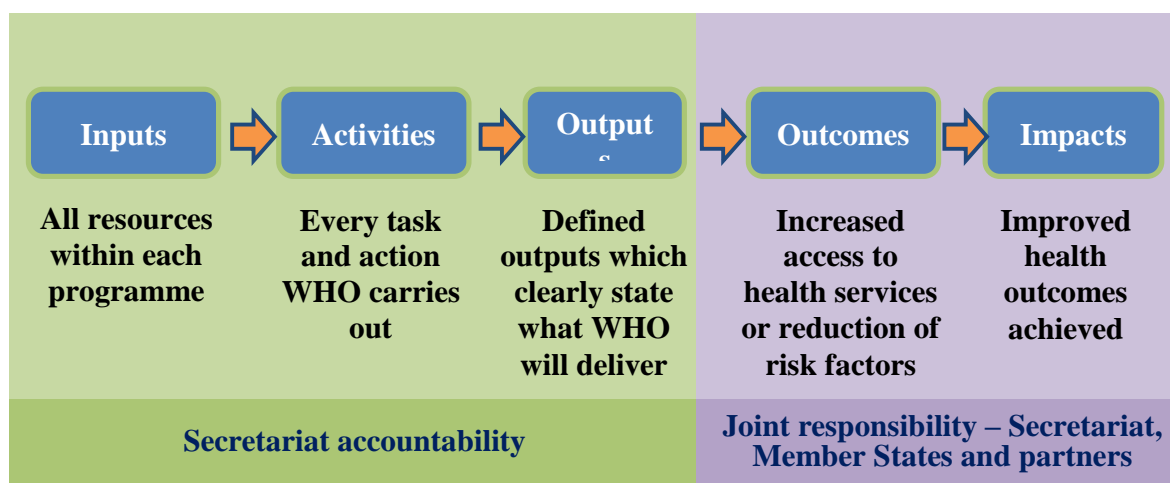 Inputs
Activities
Output
s
Outcomes
Impacts
All resources
within each
programme
Every task
and action
WHO carries
out
Defined
outputs which
clearly state
what WHO
will deliver
Increased
access to
health services
or reduction of
risk factors
Improved
health
outcomes
achieved
Secretariat accountability
Joint responsibility – Secretariat,
Member States and partners